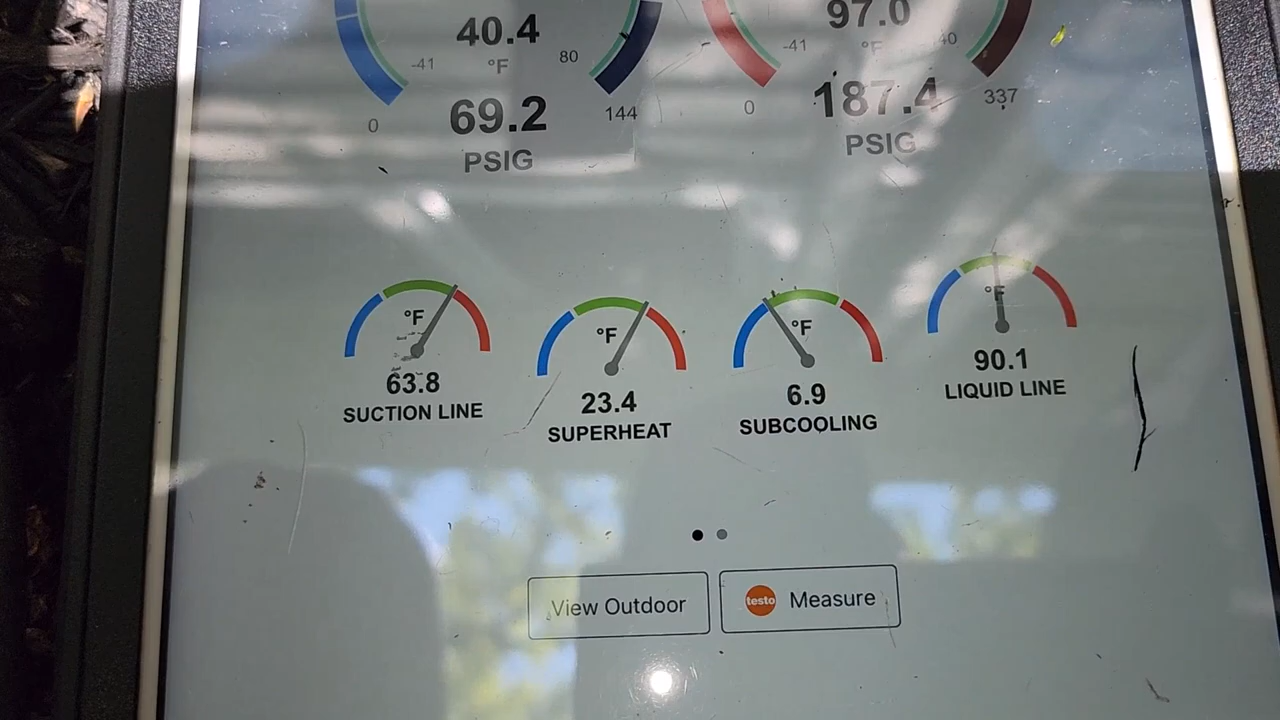 40.4
°F
-41
80
0
69.2
144
PSIG
97.0
°F
-41
40
0
187.4
337
PSIG
°F
63.8
SUCTION LINE
°F
23.4
SUPERHEAT
°F
6.9
SUBCOOLING
°F
90.1
LIQUID LINE
View Outdoor
testo Measure